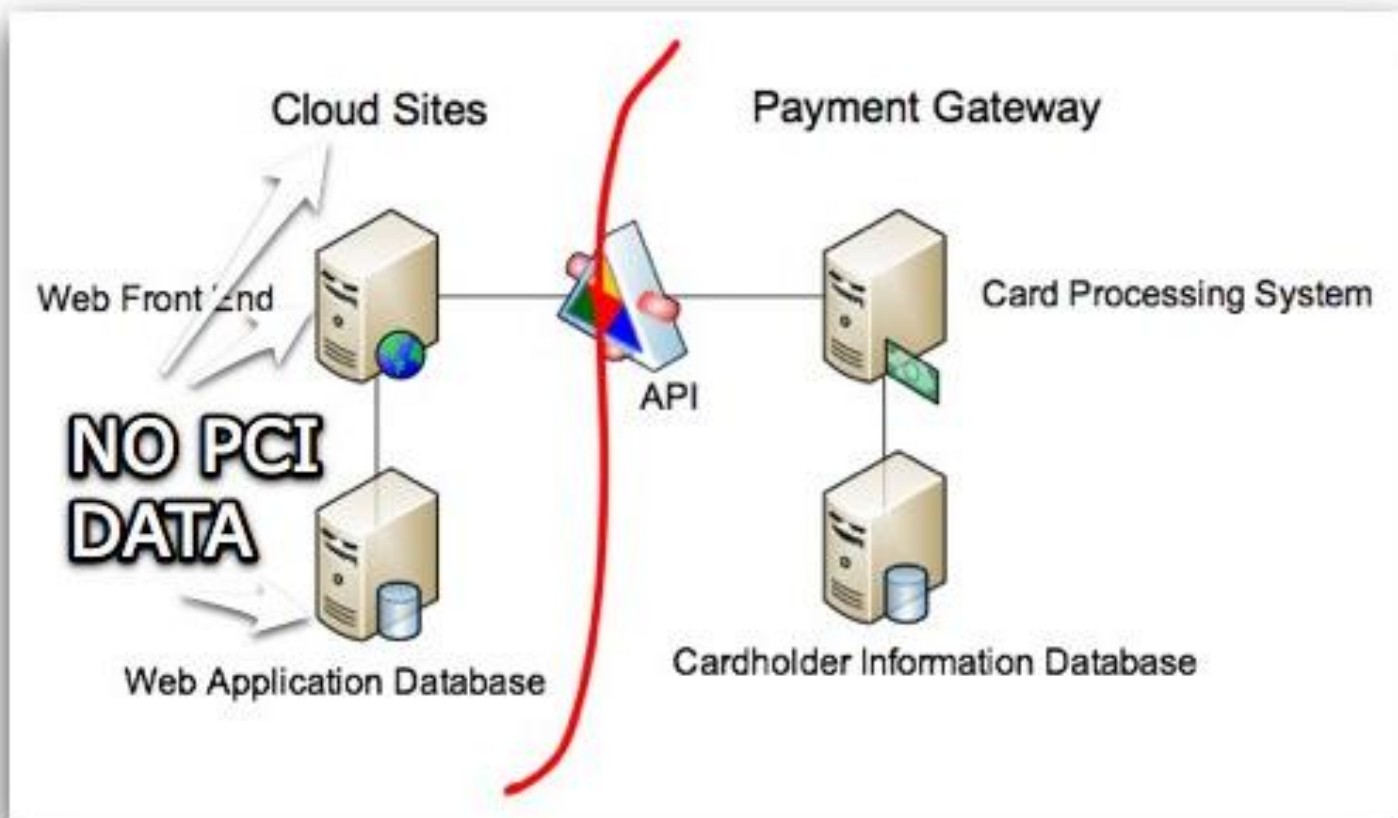 Cloud Sites
Payment Gateway
Web Front End
Card Processing System
API
NO PCI
DATA
Web Application Database
Cardholder Information Database